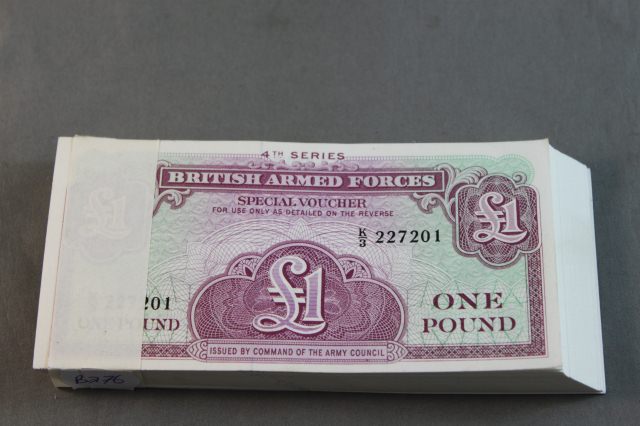 4TH SERIES
BRITISH ARMED FORCES
SPECIAL VOUCHER
FOR USE ONLY AS DETAILED ON THE REVERSE
£1
£1
K/3 227201
£1
227201
ONE POUND
ONE
POUND
ISSUED BY COMMAND OF THE ARMY COUNCIL
B276